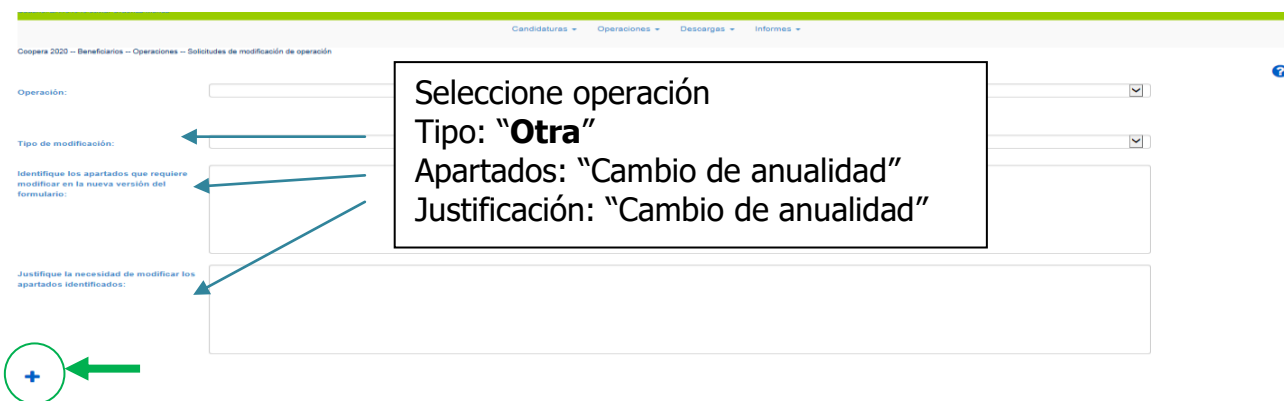 Candidaturas Operaciones Descargas Informes
Coopera 2020 -- Beneficiarios -- Operaciones -- Solicitudes de modificación de operación
?
Operación:
Seleccione operación
Tipo: “Otra”
Apartados: “Cambio de anualidad”
Justificación: “Cambio de anualidad”
Tipo de modificación:
Identifique los apartados que requiere
modificar en la nueva versión del
formulario:
Justifique la necesidad de modificar los
apartados identificados:
+